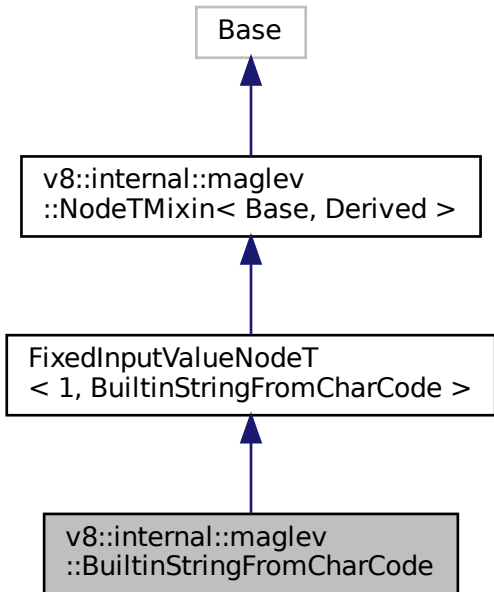 Base
v8::internal::maglev
::NodeTMixin< Base, Derived >
FixedInputValueNodeT
< 1, BuiltinStringFromCharCode >
v8::internal::maglev
::BuiltinStringFromCharCode